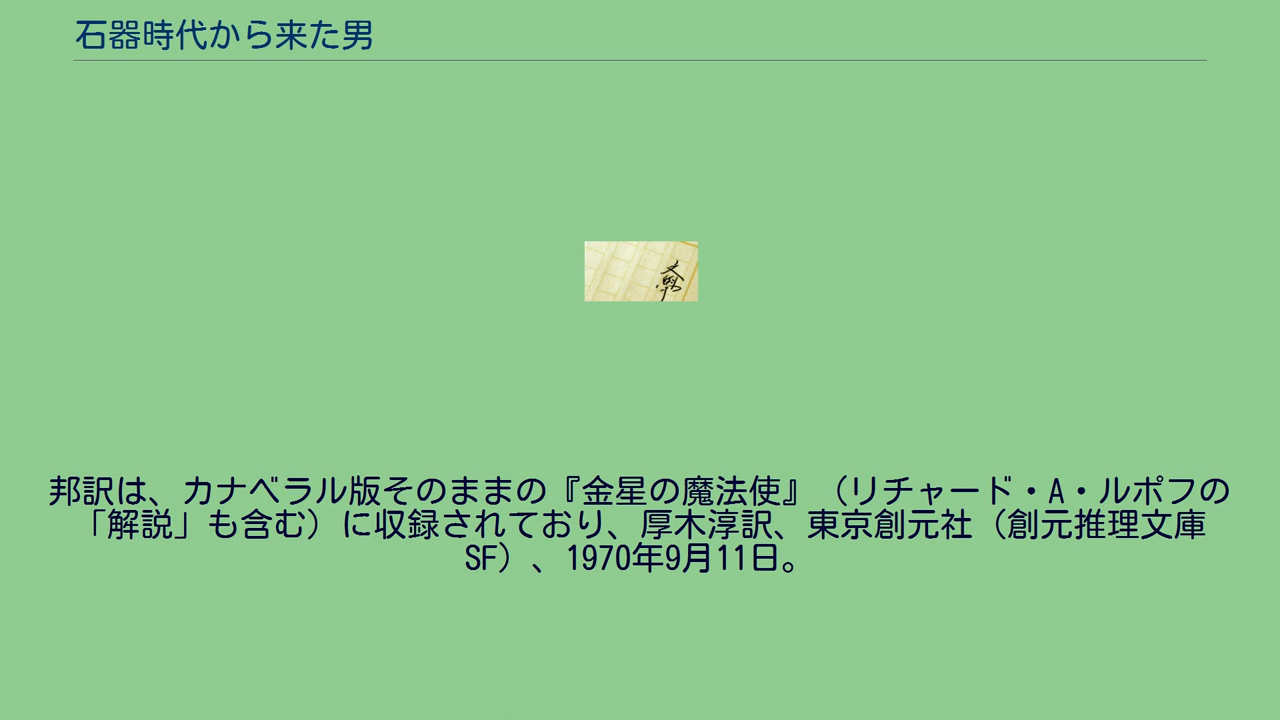 石器時代から来た男
邦訳は、カナベラル版そのままの『金星の魔法使』（リチャード・A・ルポフの
「解説」も含む）に収録されており、厚木淳訳、東京創元社（創元推理文庫
SF）、1970年9月11日。